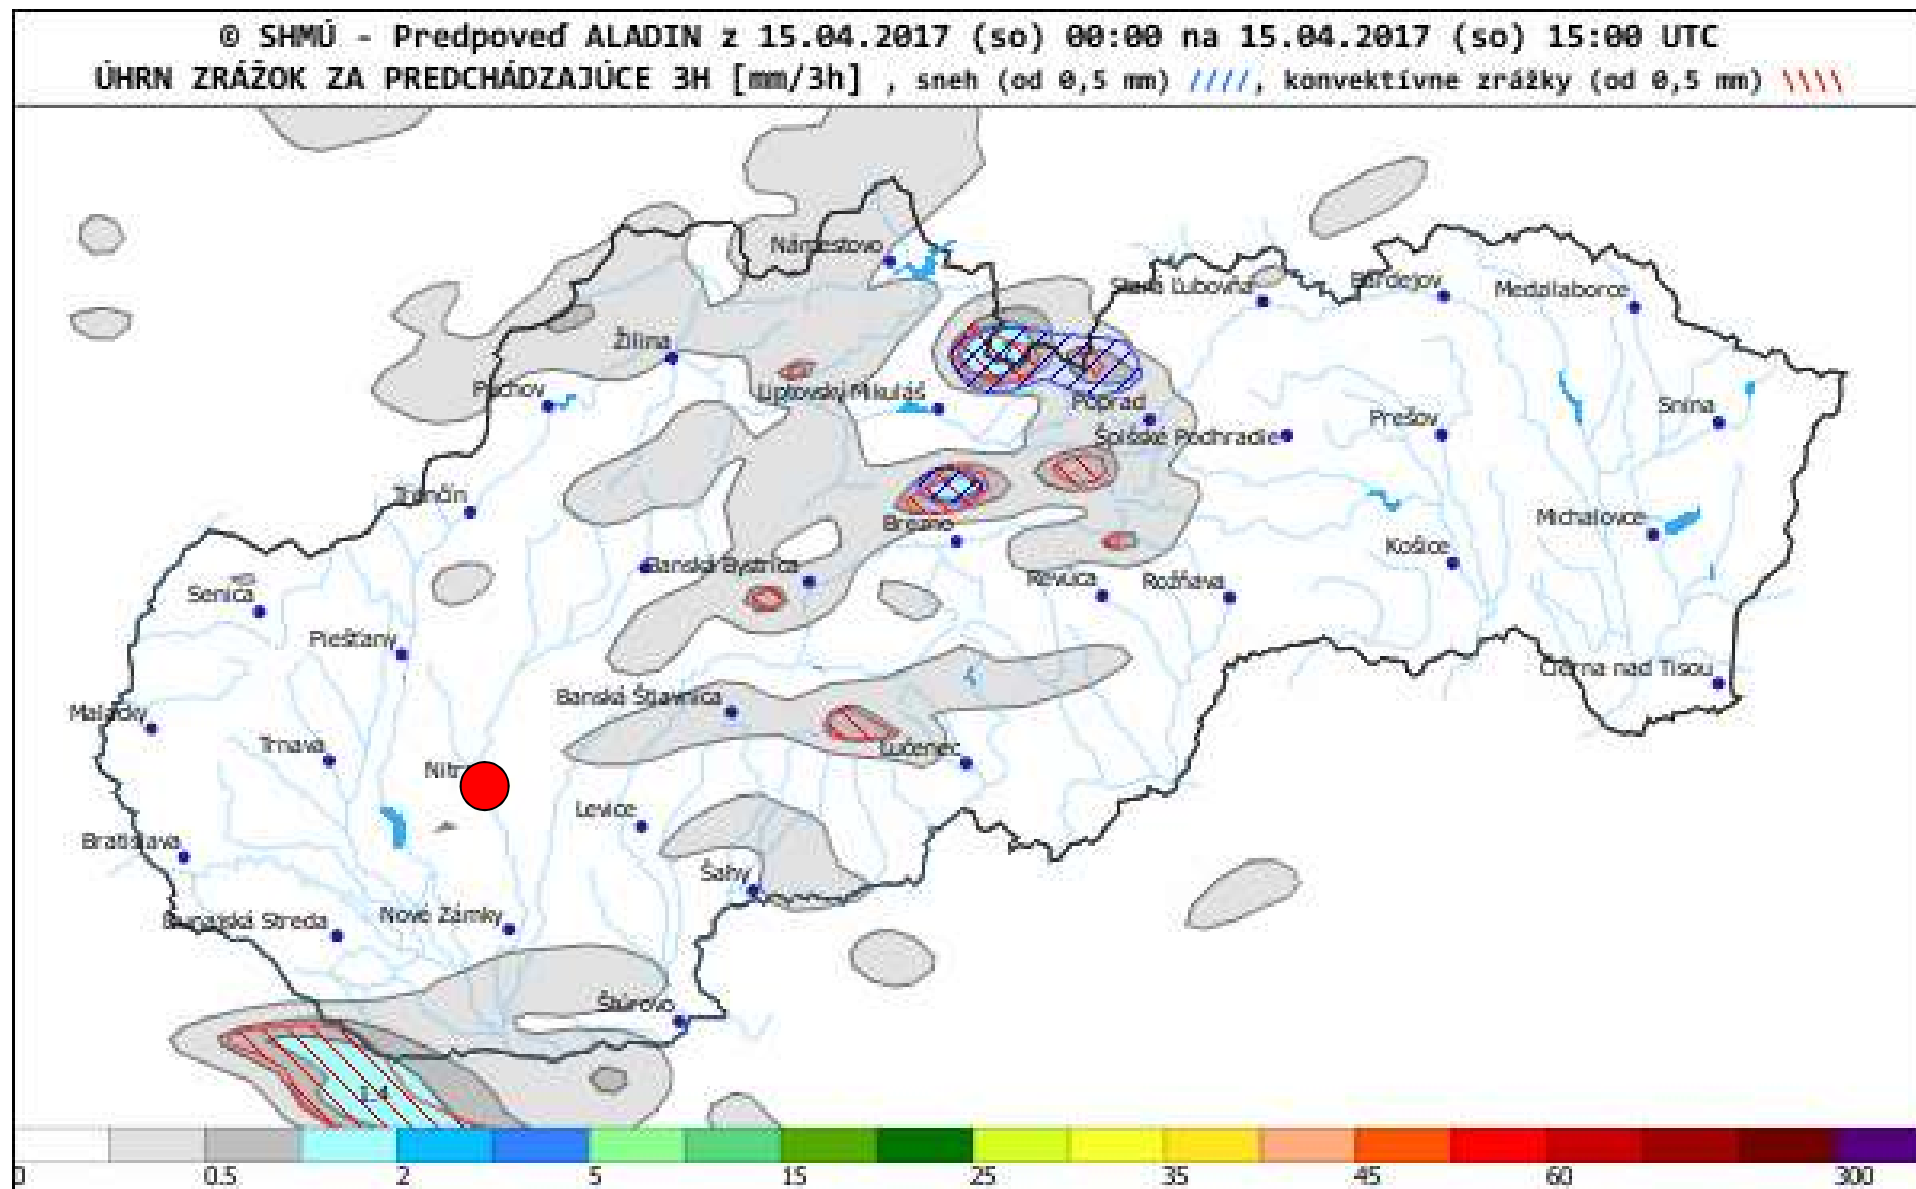 © SHMÚ - Predpoveď ALADIN z 15.04.2017 (so) 00:00 na 15.04.2017 (so) 15:00 UTC
ÚHRN ZRÁŽOK ZA PREDCHÁDZAJÚCE 3H [mm/3h] , sneh (od 0,5 mm) ////, konvektívne zrážky (od 0,5 mm) \\\\
Námestovo
Stará Ľubovňa
Bardejov
Medzilaborce
Žilina
Púchov
Liptovský Mikuláš
Poprad
Spišské Podhradie
Prešov
Snina
Trenčín
Brezno
Michalovce
Košice
Banská Bystrica
Revúca
Rožňava
Senica
Piešťany
Čierna nad Tisou
Banská Štiavnica
Malacky
Trnava
Lučenec
Levice
Bratislava
Šahy
Dunajská Streda
Nové Zámky
Štúrovo
1.4
0 0.5 2 5 15 25 35 45 60 300